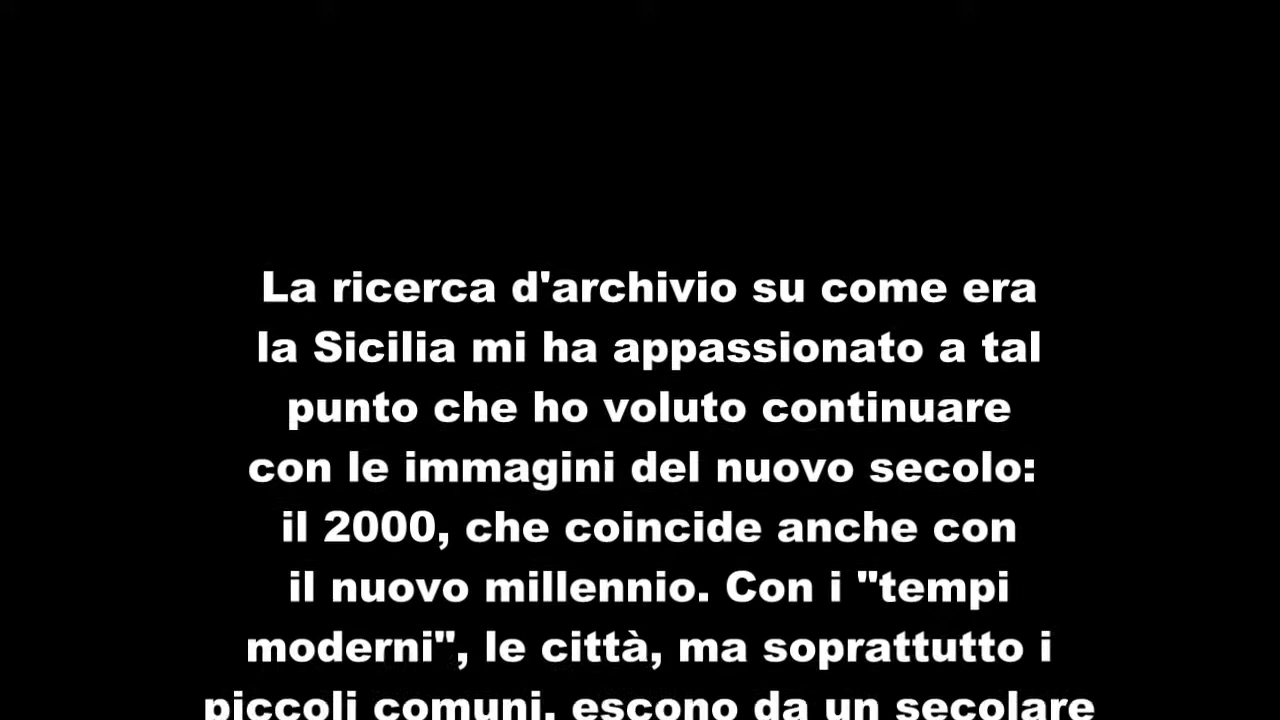 La ricerca d'archivio su come era
la Sicilia mi ha appassionato a tal
punto che ho voluto continuare
con le immagini del nuovo secolo:
il 2000, che coincide anche con
il nuovo millennio. Con i "tempi
moderni", le città, ma soprattutto i
piccoli comuni, escono da un secolare